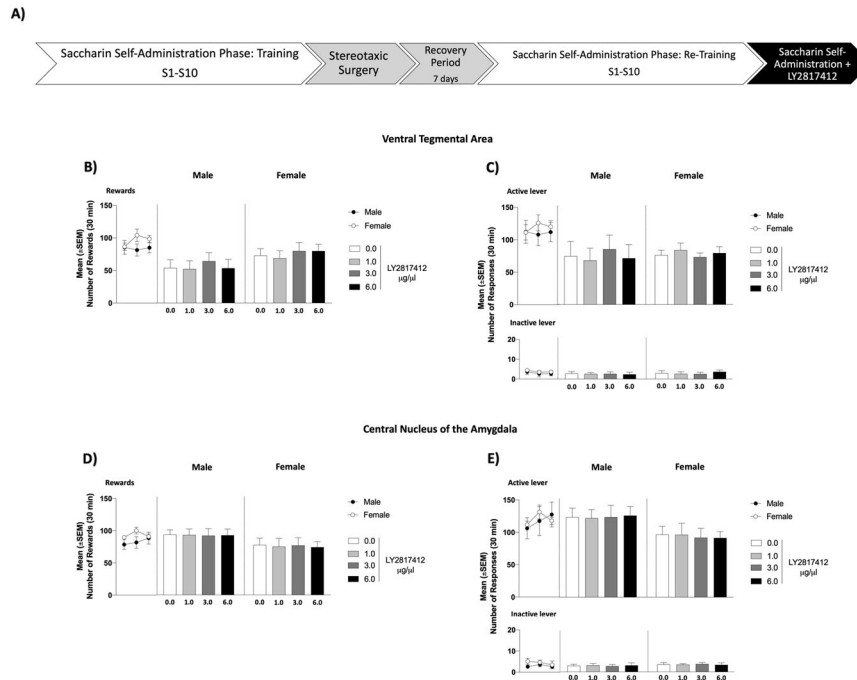 A)
Saccharin Self-Administration Phase: Training
S1-S10
Stereotaxic
Surgery
Recovery
Period
7 days
Saccharin Self-Administration Phase: Re-Training
S1-S10
Saccharin Self-
Administration +
LY2817412
Ventral Tegmental Area
B)
Male
Female
Rewards
Mean (±SEM)
Number of Rewards (30 min)
150
100
50
0
0.0 1.0 3.0 6.0
0.0 1.0 3.0 6.0
Male
Female
0.0
1.0
3.0
6.0
LY2817412
µg/µl
C)
Male
Female
Active lever
Mean (±SEM)
Number of Responses (30 min)
150
100
50
0
Male
Female
0.0
1.0
3.0
6.0
LY2817412
µg/µl
Inactive lever
20
10
0
0.0 1.0 3.0 6.0
0.0 1.0 3.0 6.0
Central Nucleus of the Amygdala
D)
Male
Female
Rewards
Mean (±SEM)
Number of Rewards (30 min)
150
100
50
0
0.0 1.0 3.0 6.0
0.0 1.0 3.0 6.0
Male
Female
0.0
1.0
3.0
6.0
LY2817412
µg/µl
E)
Male
Female
Active lever
Mean (±SEM)
Number of Responses (30 min)
150
100
50
0
Male
Female
0.0
1.0
3.0
6.0
LY2817412
µg/µl
Inactive lever
20
10
0
0.0 1.0 3.0 6.0
0.0 1.0 3.0 6.0